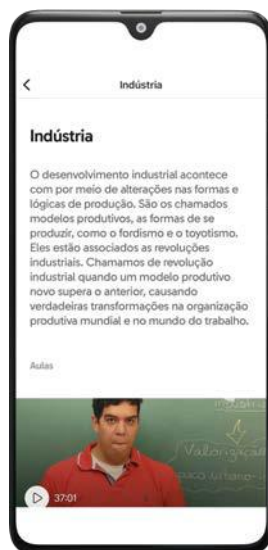 Indústria
Indústria
O desenvolvimento industrial acontece
com por meio de alterações nas formas e
lógicas de produção. São os chamados
modelos produtivos, as formas de se
produzir, como o fordismo e o toyotismo.
Eles estão associados as revoluções
industriais. Chamamos de revolução
industrial quando um modelo produtivo
novo supera o anterior, causando
verdadeiras transformações na organização
produtiva mundial e no mundo do trabalho.
Aulas
Indústria
Valorização
37:01